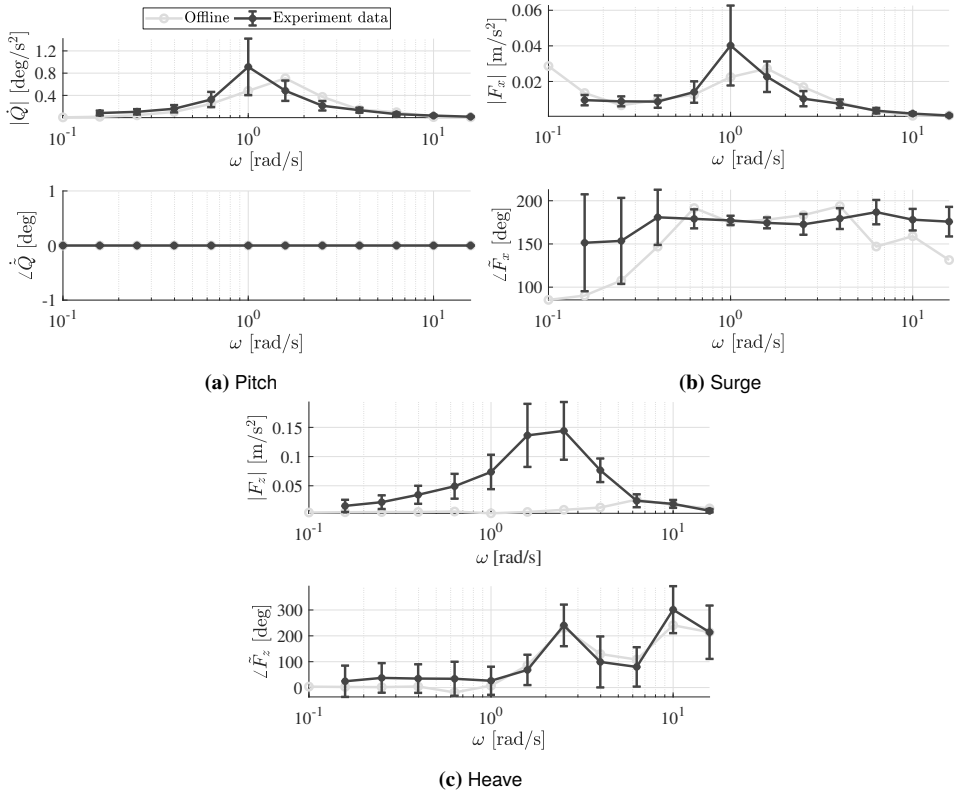 Offline Experiment data
|Q̇| [deg/s²]
1.2
0.8
0.4
10⁻¹ 10⁰ 10¹
ω [rad/s]
∠Q̇̃ [deg]
1
0
-1
10⁻¹ 10⁰ 10¹
ω [rad/s]
(a) Pitch
|Fₓ| [m/s²]
0.06
0.04
0.02
10⁻¹ 10⁰ 10¹
ω [rad/s]
∠F̃ₓ [deg]
200
150
100
10⁻¹ 10⁰ 10¹
ω [rad/s]
(b) Surge
|F_z| [m/s²]
0.15
0.1
0.05
10⁻¹ 10⁰ 10¹
ω [rad/s]
∠F̃_z [deg]
300
200
100
0
10⁻¹ 10⁰ 10¹
ω [rad/s]
(c) Heave